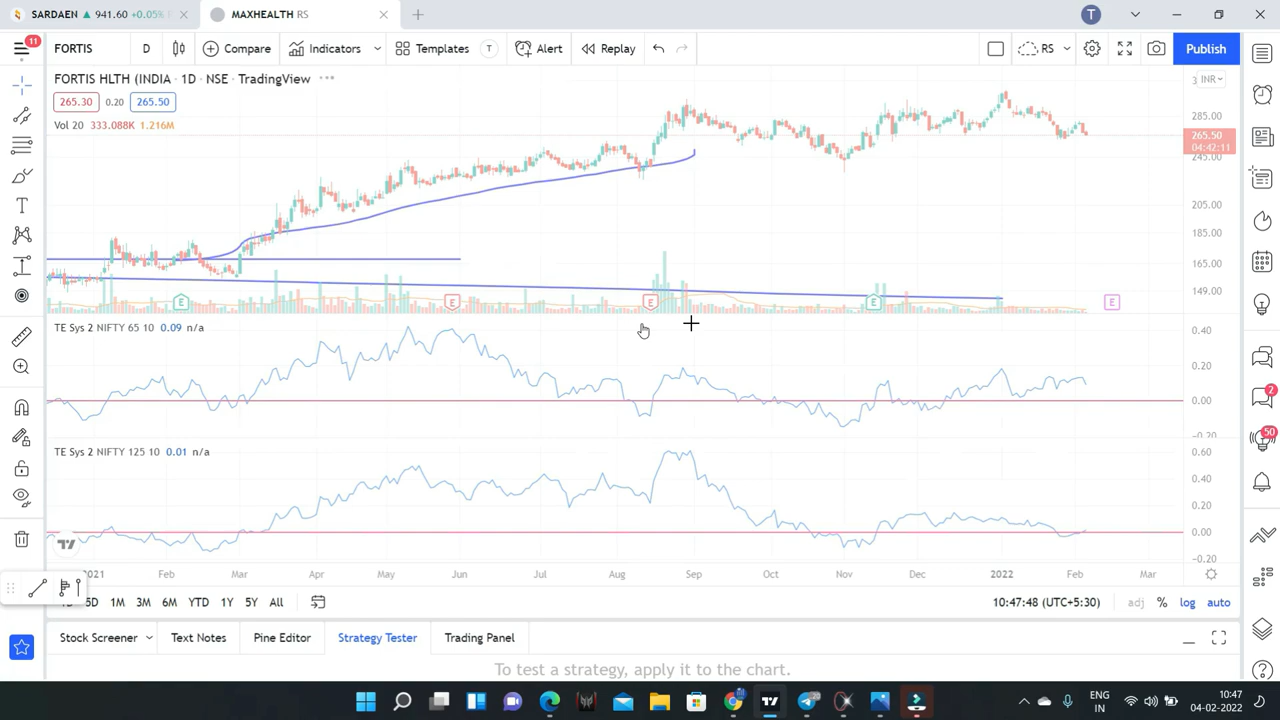 SARDAEN ▲ 941.60 +0.05%
MAXHEALTH RS
T
11
FORTIS
D
Compare
Indicators
Templates
T
Alert
Replay
RS
Publish
FORTIS HLTH (INDIA · 1D · NSE · TradingView
INR
265.30
0.20
265.50
Vol 20 333.088K 1.216M
285.00
265.50
04:42:11
245.00
205.00
185.00
165.00
149.00
E
E
E
E
E
TE Sys 2 NIFTY 65 10 0.09 n/a
0.40
0.20
0.00
−0.20
TE Sys 2 NIFTY 125 10 0.01 n/a
0.60
0.40
0.20
0.00
−0.20
2
50
2021
Feb
Mar
Apr
May
Jun
Jul
Aug
Sep
Oct
Nov
Dec
2022
Feb
Mar
5D
1M
3M
6M
YTD
1Y
5Y
All
10:47:48 (UTC+5:30)
adj
%
log
auto
Stock Screener
Text Notes
Pine Editor
Strategy Tester
Trading Panel
To test a strategy, apply it to the chart.
ENG
IN
10:47
04-02-2022